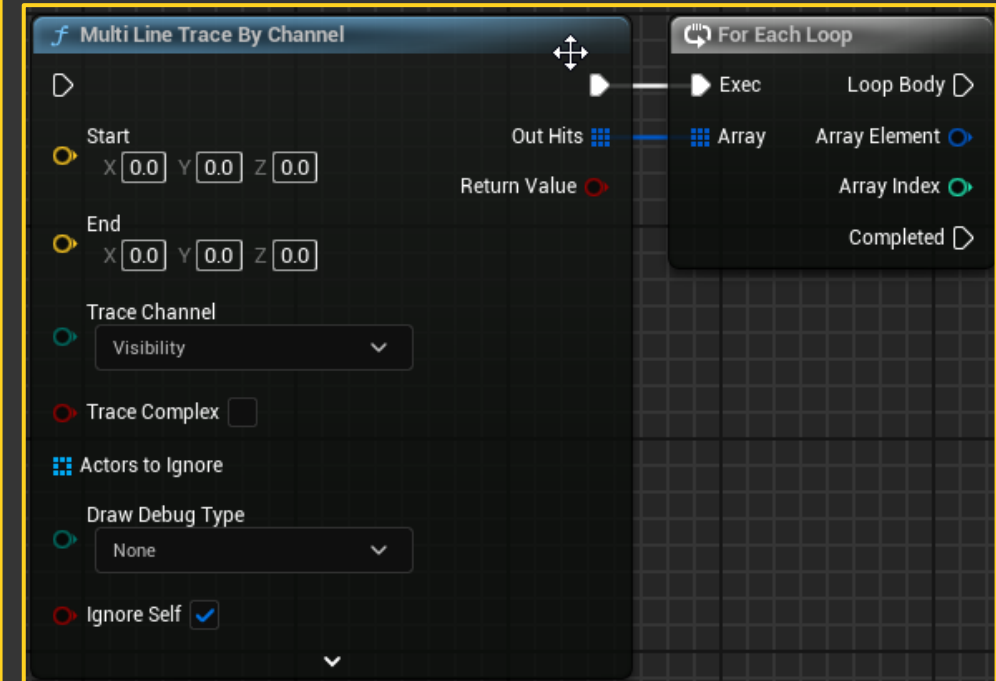 f Multi Line Trace By Channel
For Each Loop
Exec
Loop Body
Start
X 0.0 Y 0.0 Z 0.0
Out Hits
Array
Array Element
Return Value
Array Index
End
X 0.0 Y 0.0 Z 0.0
Completed
Trace Channel
Visibility
Trace Complex
Actors to Ignore
Draw Debug Type
None
Ignore Self